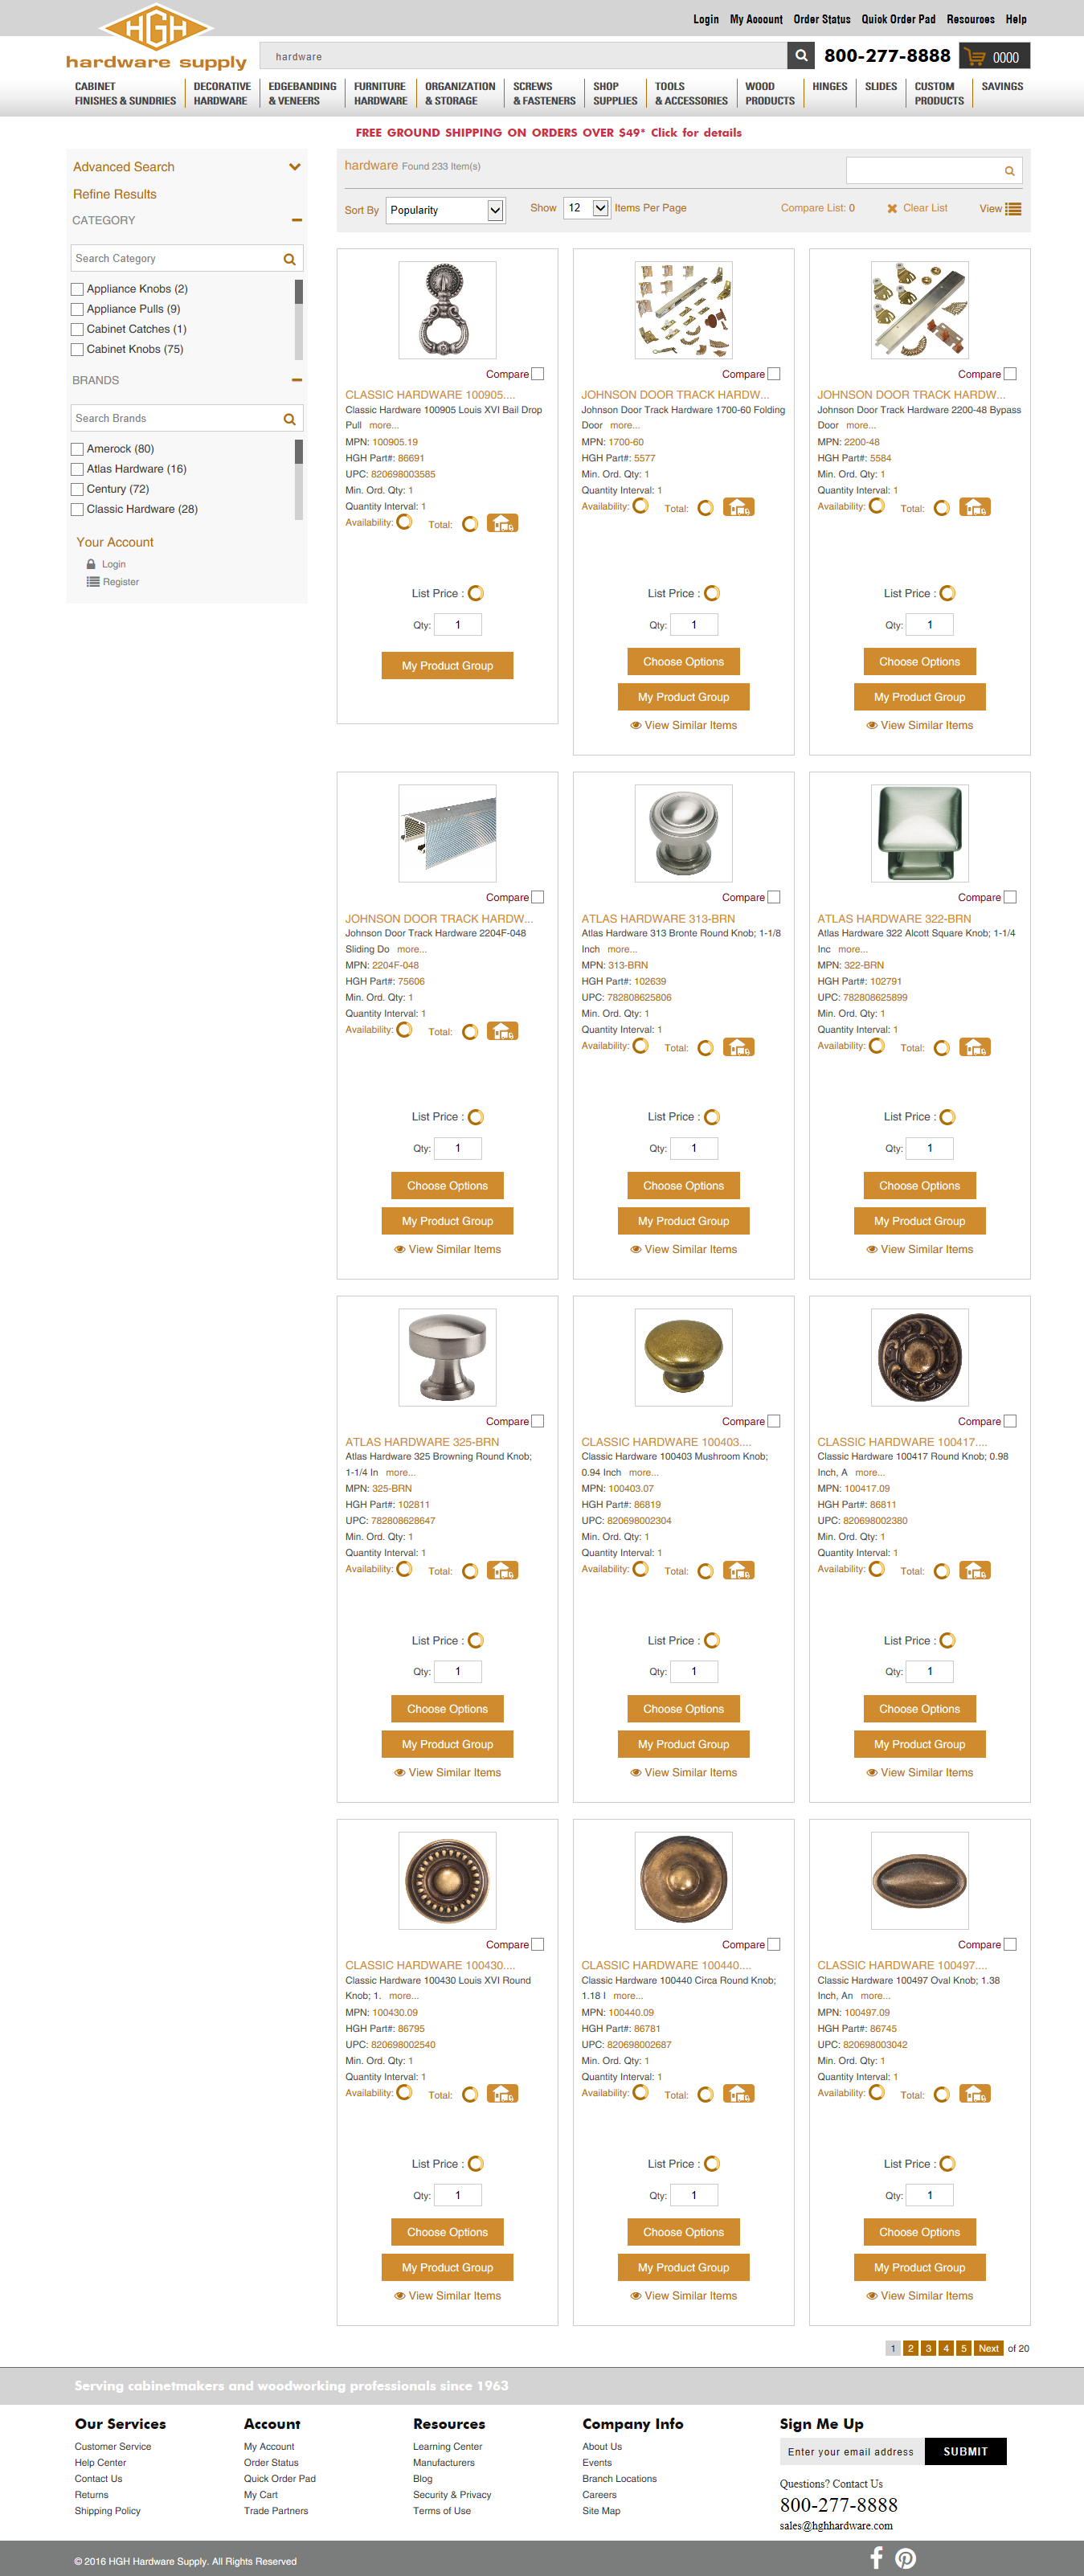 Login My Account Order Status Quick Order Pad Resources Help
HGH
hardware supply
hardware
800-277-8888
0000
CABINET FINISHES & SUNDRIES
DECORATIVE HARDWARE
EDGEBANDING & VENEERS
FURNITURE HARDWARE
ORGANIZATION & STORAGE
SCREWS & FASTENERS
SHOP SUPPLIES
TOOLS & ACCESSORIES
WOOD PRODUCTS
HINGES
SLIDES
CUSTOM PRODUCTS
SAVINGS
FREE GROUND SHIPPING ON ORDERS OVER $49* Click for details
Advanced Search
Refine Results
CATEGORY
Search Category
Appliance Knobs (2)
Appliance Pulls (9)
Cabinet Catches (1)
Cabinet Knobs (75)
BRANDS
Search Brands
Amerock (80)
Atlas Hardware (16)
Century (72)
Classic Hardware (28)
Your Account
Login
Register
hardware Found 233 Item(s)
Sort By Popularity
Show 12 Items Per Page
Compare List: 0
Clear List
View
Compare
CLASSIC HARDWARE 100905....
Classic Hardware 100905 Louis XVI Bail Drop
Pull more...
MPN: 100905.19
HGH Part#: 86691
UPC: 820698003585
Min. Ord. Qty: 1
Quantity Interval: 1
Availability: Total:
List Price :
Qty: 1
My Product Group
Compare
JOHNSON DOOR TRACK HARDW...
Johnson Door Track Hardware 1700-60 Folding
Door more...
MPN: 1700-60
HGH Part#: 5577
Min. Ord. Qty: 1
Quantity Interval: 1
Availability: Total:
List Price :
Qty: 1
Choose Options
My Product Group
View Similar Items
Compare
JOHNSON DOOR TRACK HARDW...
Johnson Door Track Hardware 2200-48 Bypass
Door more...
MPN: 2200-48
HGH Part#: 5584
Min. Ord. Qty: 1
Quantity Interval: 1
Availability: Total:
List Price :
Qty: 1
Choose Options
My Product Group
View Similar Items
Compare
JOHNSON DOOR TRACK HARDW...
Johnson Door Track Hardware 2204F-048
Sliding Do more...
MPN: 2204F-048
HGH Part#: 75606
Min. Ord. Qty: 1
Quantity Interval: 1
Availability: Total:
List Price :
Qty: 1
Choose Options
My Product Group
View Similar Items
Compare
ATLAS HARDWARE 313-BRN
Atlas Hardware 313 Bronte Round Knob; 1-1/8
Inch more...
MPN: 313-BRN
HGH Part#: 102639
UPC: 782808625806
Min. Ord. Qty: 1
Quantity Interval: 1
Availability: Total:
List Price :
Qty: 1
Choose Options
My Product Group
View Similar Items
Compare
ATLAS HARDWARE 322-BRN
Atlas Hardware 322 Alcott Square Knob; 1-1/4
Inc more...
MPN: 322-BRN
HGH Part#: 102791
UPC: 782808625899
Min. Ord. Qty: 1
Quantity Interval: 1
Availability: Total:
List Price :
Qty: 1
Choose Options
My Product Group
View Similar Items
Compare
ATLAS HARDWARE 325-BRN
Atlas Hardware 325 Browning Round Knob;
1-1/4 In more...
MPN: 325-BRN
HGH Part#: 102811
UPC: 782808628647
Min. Ord. Qty: 1
Quantity Interval: 1
Availability: Total:
List Price :
Qty: 1
Choose Options
My Product Group
View Similar Items
Compare
CLASSIC HARDWARE 100403....
Classic Hardware 100403 Mushroom Knob;
0.94 Inch more...
MPN: 100403.07
HGH Part#: 86819
UPC: 820698002304
Min. Ord. Qty: 1
Quantity Interval: 1
Availability: Total:
List Price :
Qty: 1
Choose Options
My Product Group
View Similar Items
Compare
CLASSIC HARDWARE 100417....
Classic Hardware 100417 Round Knob; 0.98
Inch, A more...
MPN: 100417.09
HGH Part#: 86811
UPC: 820698002380
Min. Ord. Qty: 1
Quantity Interval: 1
Availability: Total:
List Price :
Qty: 1
Choose Options
My Product Group
View Similar Items
Compare
CLASSIC HARDWARE 100430....
Classic Hardware 100430 Louis XVI Round
Knob; 1. more...
MPN: 100430.09
HGH Part#: 86795
UPC: 820698002540
Min. Ord. Qty: 1
Quantity Interval: 1
Availability: Total:
List Price :
Qty: 1
Choose Options
My Product Group
View Similar Items
Compare
CLASSIC HARDWARE 100440....
Classic Hardware 100440 Circa Round Knob;
1.18 I more...
MPN: 100440.09
HGH Part#: 86781
UPC: 820698002687
Min. Ord. Qty: 1
Quantity Interval: 1
Availability: Total:
List Price :
Qty: 1
Choose Options
My Product Group
View Similar Items
Compare
CLASSIC HARDWARE 100497....
Classic Hardware 100497 Oval Knob; 1.38
Inch, An more...
MPN: 100497.09
HGH Part#: 86745
UPC: 820698003042
Min. Ord. Qty: 1
Quantity Interval: 1
Availability: Total:
List Price :
Qty: 1
Choose Options
My Product Group
View Similar Items
1 2 3 4 5 Next of 20
Serving cabinetmakers and woodworking professionals since 1963
Our Services
Customer Service
Help Center
Contact Us
Returns
Shipping Policy
Account
My Account
Order Status
Quick Order Pad
My Cart
Trade Partners
Resources
Learning Center
Manufacturers
Blog
Security & Privacy
Terms of Use
Company Info
About Us
Events
Branch Locations
Careers
Site Map
Sign Me Up
Enter your email address SUBMIT
Questions? Contact Us
800-277-8888
sales@hghhardware.com
© 2016 HGH Hardware Supply. All Rights Reserved